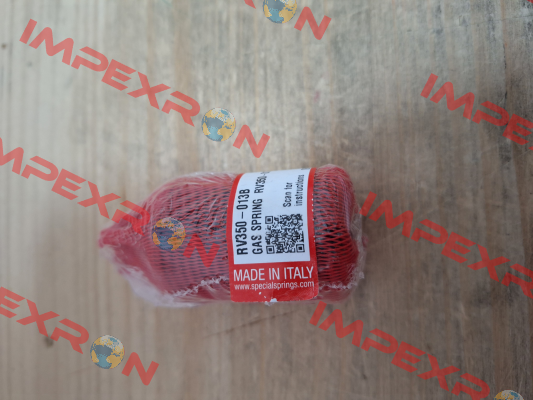 RV350-013B
GAS SPRING RV350
Scan for
instructions
MADE IN ITALY
www.specialsprings.com
IMPEXRON
IMPEXRON
IMPEXRON
IMPEXRON
IMPEXRON
IMPEXRON
IMPEXRON